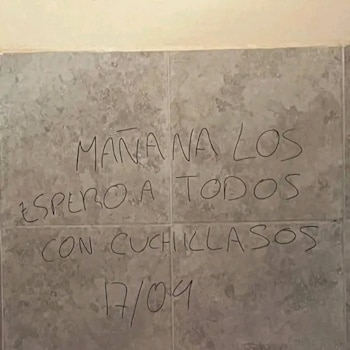 MAÑANA LOS
ESPERO A TODOS
CON CUCHILLASOS
17/09